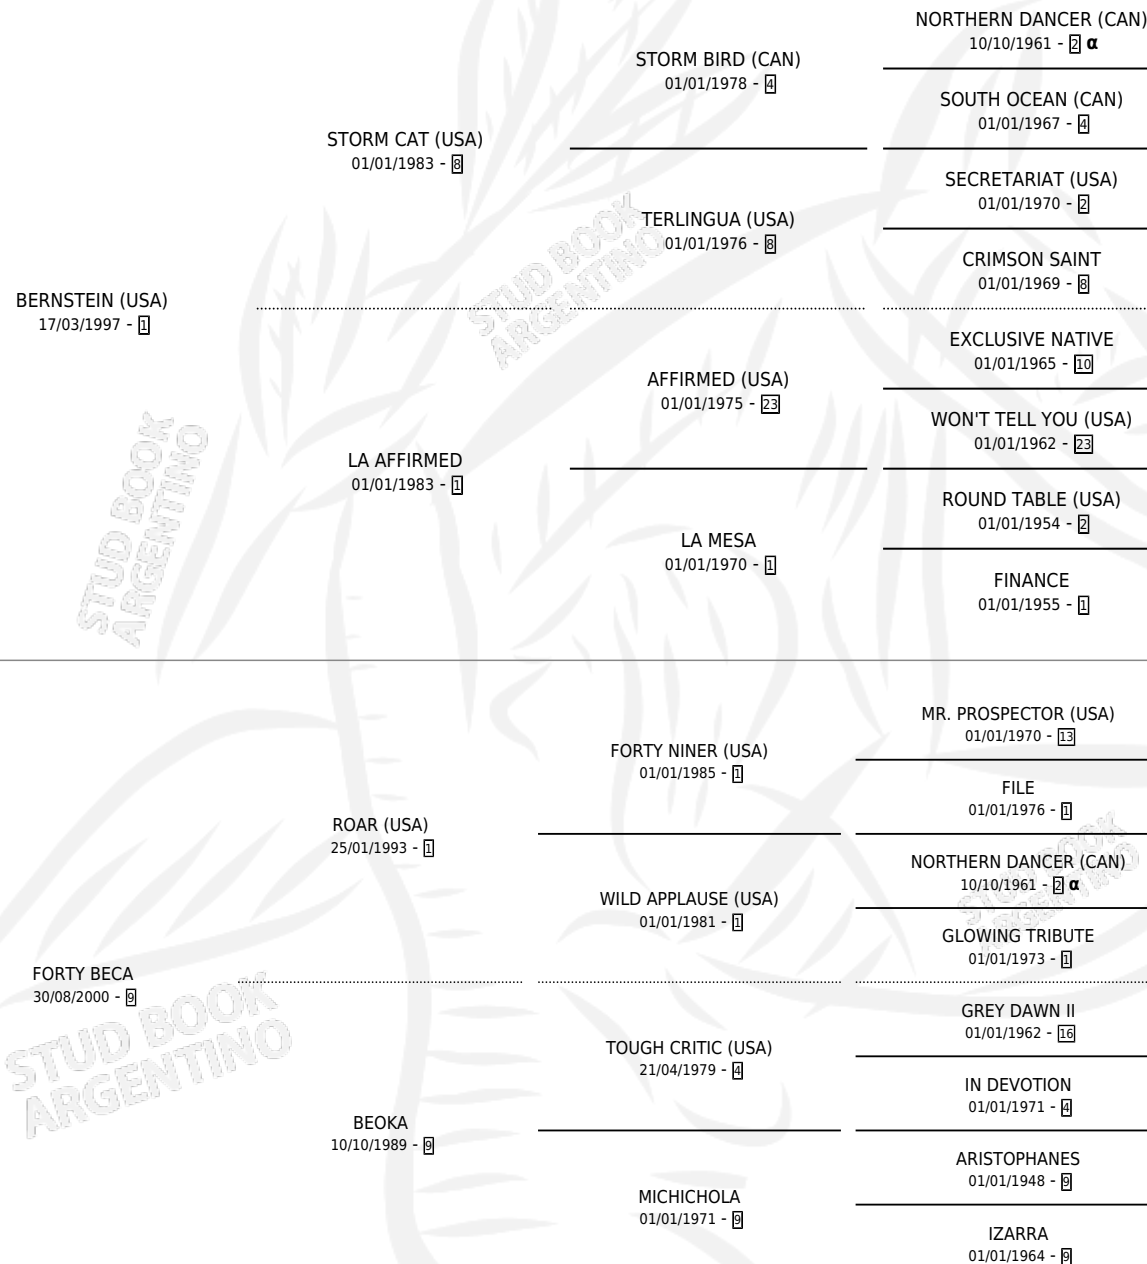 NORTHERN DANCER (CAN)
10/10/1961 - 2 α
STORM BIRD (CAN)
01/01/1978 - 4
SOUTH OCEAN (CAN)
01/01/1967 - 4
STORM CAT (USA)
01/01/1983 - 8
SECRETARIAT (USA)
01/01/1970 - 2
TERLINGUA (USA)
01/01/1976 - 8
CRIMSON SAINT
01/01/1969 - 8
BERNSTEIN (USA)
17/03/1997 - 1
EXCLUSIVE NATIVE
01/01/1965 - 10
AFFIRMED (USA)
01/01/1975 - 23
WON'T TELL YOU (USA)
01/01/1962 - 23
LA AFFIRMED
01/01/1983 - 1
ROUND TABLE (USA)
01/01/1954 - 2
LA MESA
01/01/1970 - 1
FINANCE
01/01/1955 - 1
MR. PROSPECTOR (USA)
01/01/1970 - 13
FORTY NINER (USA)
01/01/1985 - 1
FILE
01/01/1976 - 1
ROAR (USA)
25/01/1993 - 1
NORTHERN DANCER (CAN)
10/10/1961 - 2 α
WILD APPLAUSE (USA)
01/01/1981 - 1
GLOWING TRIBUTE
01/01/1973 - 1
FORTY BECA
30/08/2000 - 9
GREY DAWN II
01/01/1962 - 16
TOUGH CRITIC (USA)
21/04/1979 - 4
IN DEVOTION
01/01/1971 - 4
BEOKA
10/10/1989 - 9
ARISTOPHANES
01/01/1948 - 9
MICHICHOLA
01/01/1971 - 9
IZARRA
01/01/1964 - 9
STUD BOOK
ARGENTINO
STUD BOOK
ARGENTINO
STUD BOOK
ARGENTINO
STUD BOOK
ARGENTINO